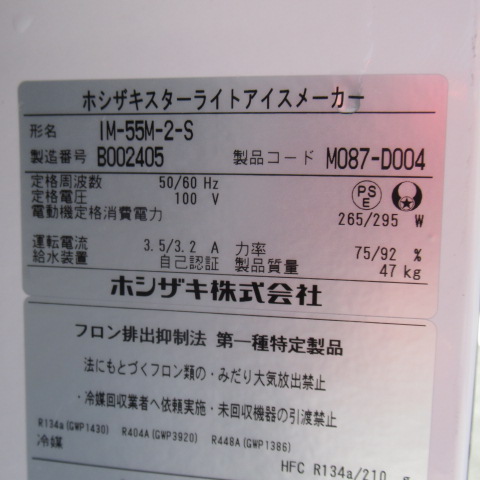 ホシザキスターライトアイスメーカー
形名 IM-55M-2-S
製造番号 B002405 製品コード M087-D004
定格周波数 50/60 Hz
定格電圧 100 V
電動機定格消費電力 265/295 W
PS
E
運転電流 3.5/3.2 A 力率 75/92 %
給水装置 自己認証 製品質量 47 kg
ホシザキ株式会社
フロン排出抑制法 第一種特定製品
法にもとづくフロン類の・みだり大気放出禁止
・冷媒回収業者へ依頼実施・未回収機器の引渡禁止
R134a(GWP1430) R404A(GWP3920) R448A(GWP1386)
冷媒
HFC R134a/210 g